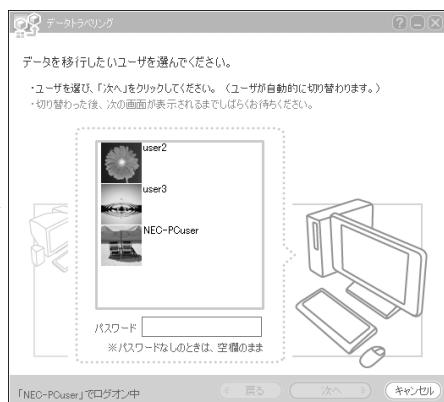 データトラベリング
データを移行したいユーザを選んでください。
・ユーザを選び、「次へ」をクリックしてください。（ユーザが自動的に切り替わります。）
・切り替わった後、次の画面が表示されるまでしばらくお待ちください。
user2
user3
NEC-PCuser
パスワード
※パスワードなしのときは、空欄のまま
「NEC-PCuser」でログオン中
戻る
次へ
キャンセル